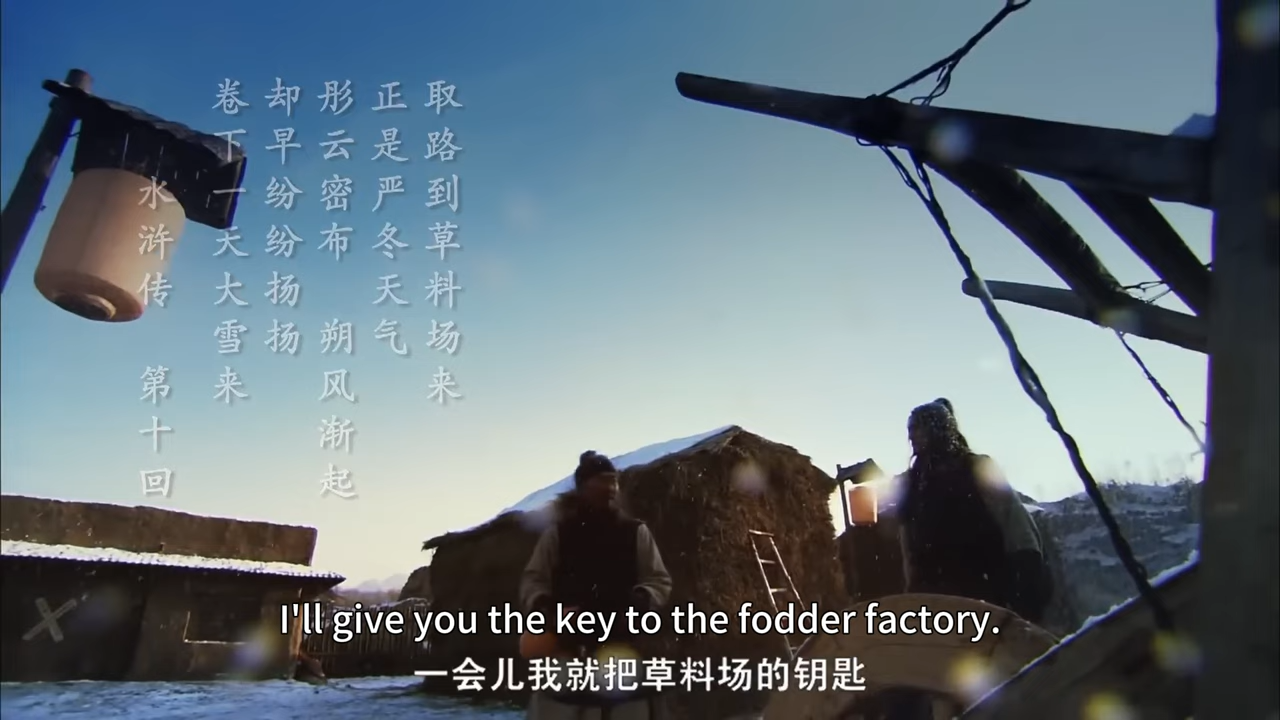 取路到草料场来
正是严冬天气
彤云密布 朔风渐起
却早纷纷扬扬
卷下一天大雪来
水浒传 第十回
I'll give you the key to the fodder factory.
一会儿我就把草料场的钥匙